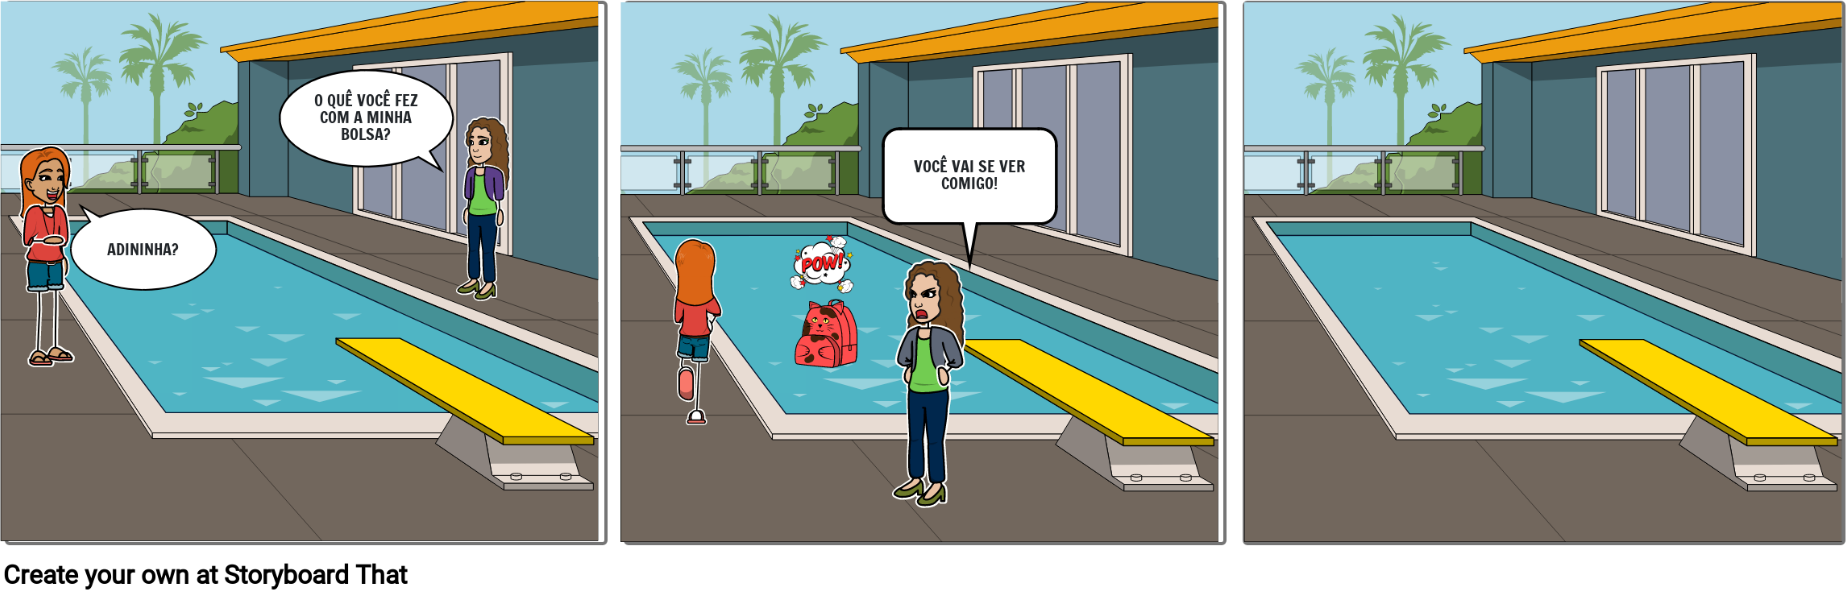 O QUÊ VOCÊ FEZ
COM A MINHA
BOLSA?
ADININHA?
VOCÊ VAI SE VER
COMIGO!
POW!
Create your own at Storyboard That